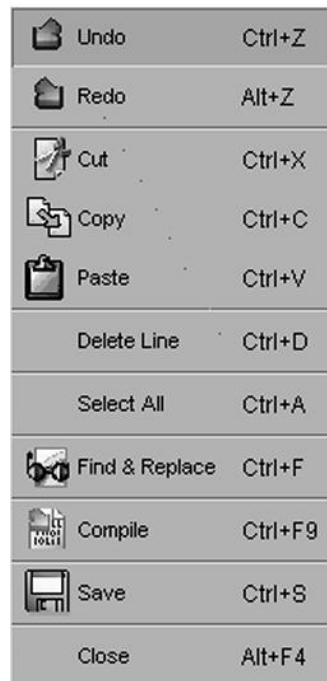 Undo Ctrl+Z
Redo Alt+Z
Cut Ctrl+X
Copy Ctrl+C
Paste Ctrl+V
Delete Line Ctrl+D
Select All Ctrl+A
Find & Replace Ctrl+F
Compile Ctrl+F9
Save Ctrl+S
Close Alt+F4